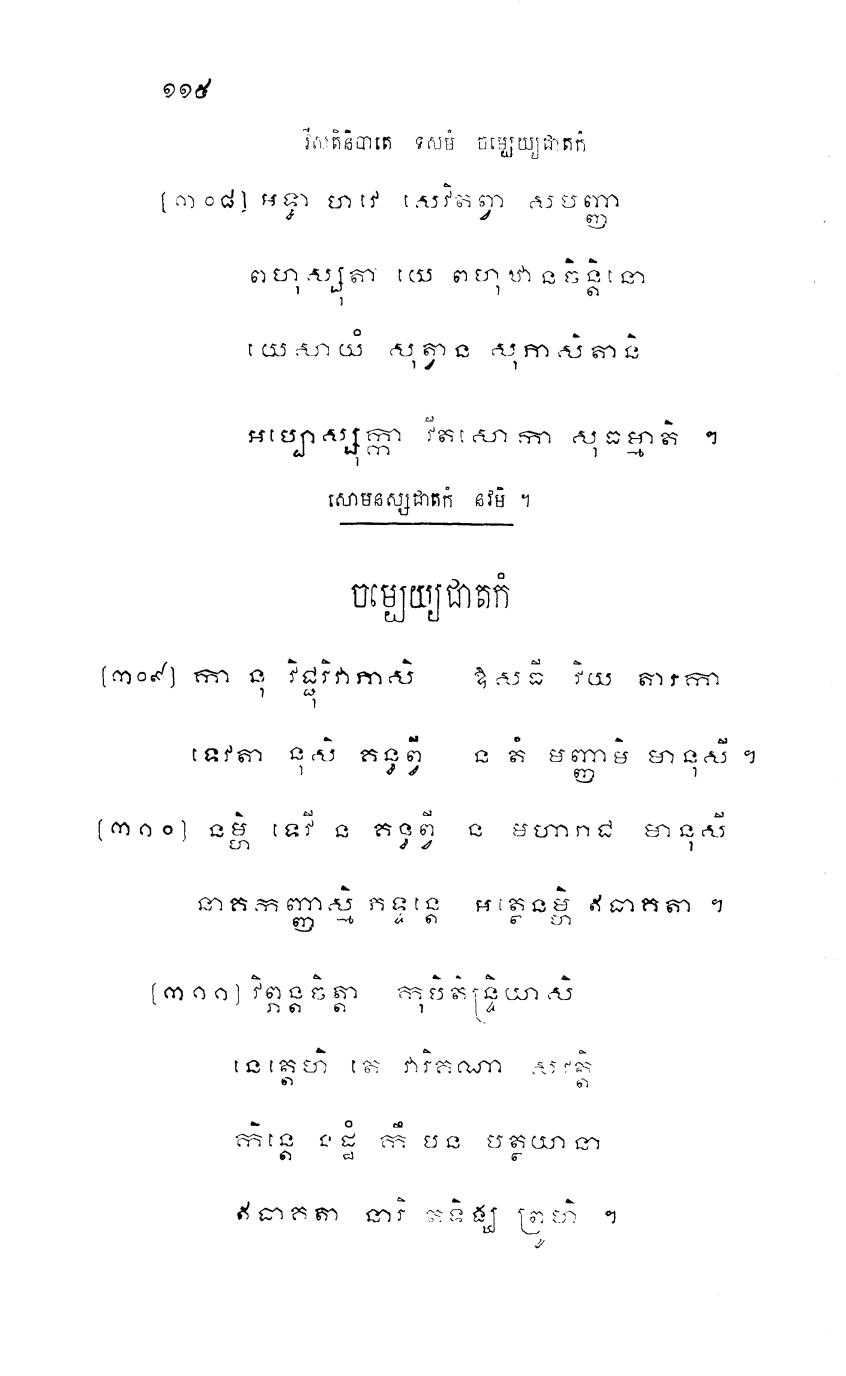 ១១៥
វីសតិនិបាតេ ទសមំ ចម្បេយ្យជាតកំ
[៣០៨] អទ្ធា ហវេ សេវិតព្វា សបញ្ញា
ពហុស្សុតា យេ ពហុឋានចិន្តិនោ
យេសាយំ សុត្វាន សុភាសិតានិ
អប្បោស្សុក្កា វីតសោកា សុធម្មាតិ ។
សោមនស្សជាតកំ នវមិ ។
ចម្បេយ្យជាតកំ
[៣០៩] កា នុ វិជ្ជុរិវាភាសិ ឱសធី វិយ តារកា
ទេវតា នុសិ គន្ធព្វី ន តំ មញ្ញាមិ មានុសី ។
[៣១០] នម្ហិ ទេវី ន គន្ធព្វី ន មហារាជ មានុសី
នាគកញ្ញាស្មិ ភទ្ទន្តេ អត្ថេនម្ហិ ឥធាគតា ។
[៣១១] វិព្ភន្តចិត្តា កុបិតិន្ទ្រិយាសិ
នេត្តេហិ តេ វារិគណា សវន្តិ
កិន្តេ នដ្ឋំ កឹ បន បត្ថយានា
ឥធាគតា នារិ តទិង្ឃ ព្រូហិ ។